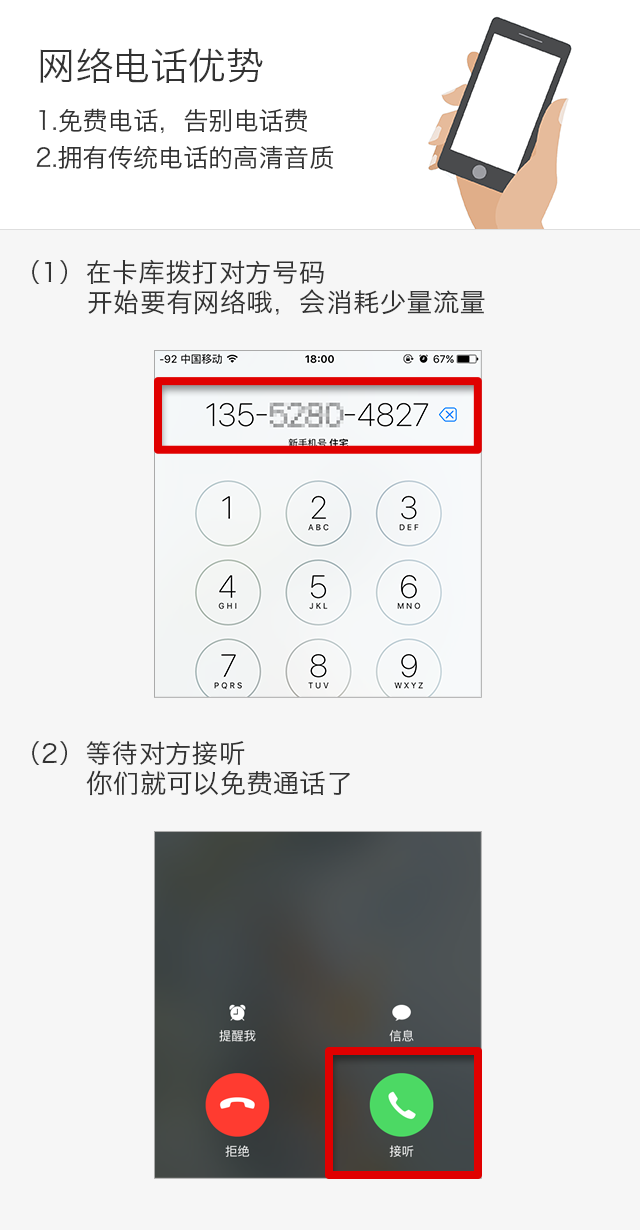 网络电话优势
1.免费电话，告别电话费
2.拥有传统电话的高清音质
（1）在卡库拨打对方号码
开始要有网络哦，会消耗少量流量
-92 中国移动 18:00 67%
135- -4827
新手机号 住宅
1 2 3
ABC DEF
4 5 6
GHI JKL MNO
7 8 9
PQRS TUV WXYZ
（2）等待对方接听
你们就可以免费通话了
提醒我 信息
拒绝 接听